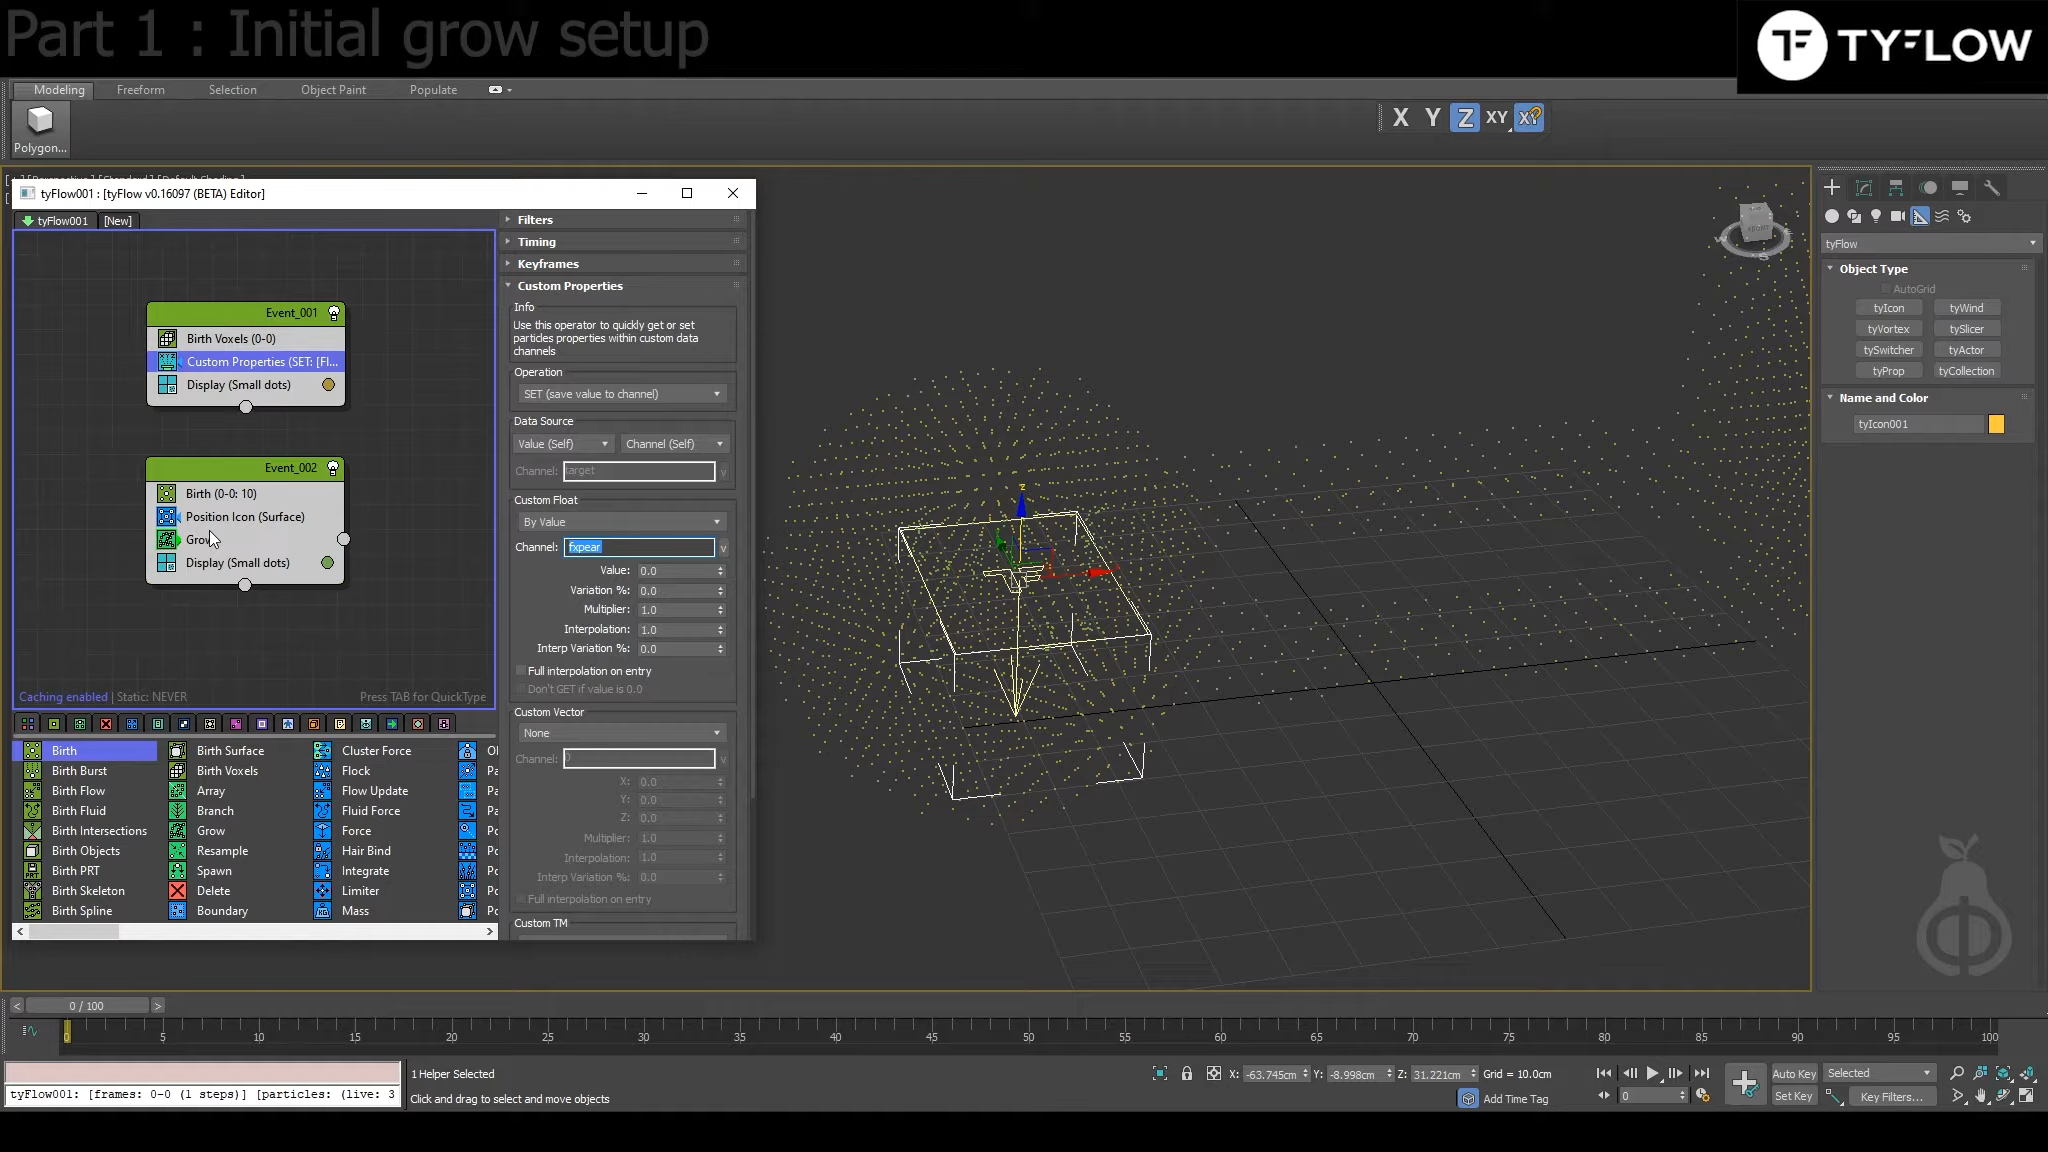 Part 1 : Initial grow setup
TYFLOW
Modeling Freeform Selection Object Paint Populate
Polygon...
X Y Z XY XY
tyFlow001 : [tyFlow v0.16097 (BETA) Editor]
tyFlow001 [New]
Event_001
Birth Voxels (0-0)
Custom Properties (SET: [Fl...
Display (Small dots)
Event_002
Birth (0-0: 10)
Position Icon (Surface)
Grow
Display (Small dots)
Caching enabled | Static: NEVER Press TAB for QuickType
Birth Birth Surface Cluster Force
Birth Burst Birth Voxels Flock
Birth Flow Array Flow Update
Birth Fluid Branch Fluid Force
Birth Intersections Grow Force
Birth Objects Resample Hair Bind
Birth PRT Spawn Integrate
Birth Skeleton Delete Limiter
Birth Spline Boundary Mass
Filters
Timing
Keyframes
Custom Properties
Info
Use this operator to quickly get or set
particles properties within custom data
channels
Operation
SET (save value to channel)
Data Source
Value (Self) Channel (Self)
Channel: target
Custom Float
By Value
Channel: fxpear
Value: 0.0
Variation %: 0.0
Multiplier: 1.0
Interpolation: 1.0
Interp Variation %: 0.0
Full interpolation on entry
Don't GET if value is 0.0
Custom Vector
None
Channel: 0
X: 0.0
Y: 0.0
Z: 0.0
Multiplier: 1.0
Interpolation: 1.0
Interp Variation %: 0.0
Full interpolation on entry
Custom TM
tyFlow
Object Type
AutoGrid
tyIcon tyWind
tyVortex tySlicer
tySwitcher tyActor
tyProp tyCollection
Name and Color
tyIcon001
0 / 100
0 5 10 15 20 25 30 35 40 45 50 55 60 65 70 75 80 85 90 95 100
1 Helper Selected
X: -63.745cm Y: -8.998cm Z: 31.221cm Grid = 10.0cm
Auto Key Selected
tyFlow001: [frames: 0-0 (1 steps)] [particles: (live: 3
Click and drag to select and move objects
Add Time Tag
0
Set Key Key Filters...